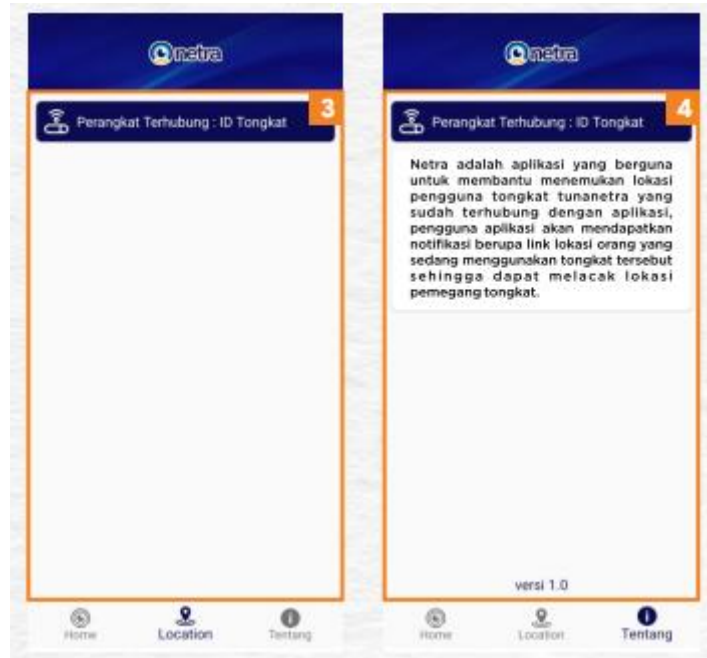 netra
3
Perangkat Terhubung : ID Tongkat
Home
Location
Tentang
netra
4
Perangkat Terhubung : ID Tongkat
Netra adalah aplikasi yang berguna
untuk membantu menemukan lokasi
pengguna tongkat tunanetra yang
sudah terhubung dengan aplikasi,
pengguna aplikasi akan mendapatkan
notifikasi berupa link lokasi orang yang
sedang menggunakan tongkat tersebut
sehingga dapat melacak lokasi
pemegang tongkat.
versi 1.0
Home
Location
Tentang